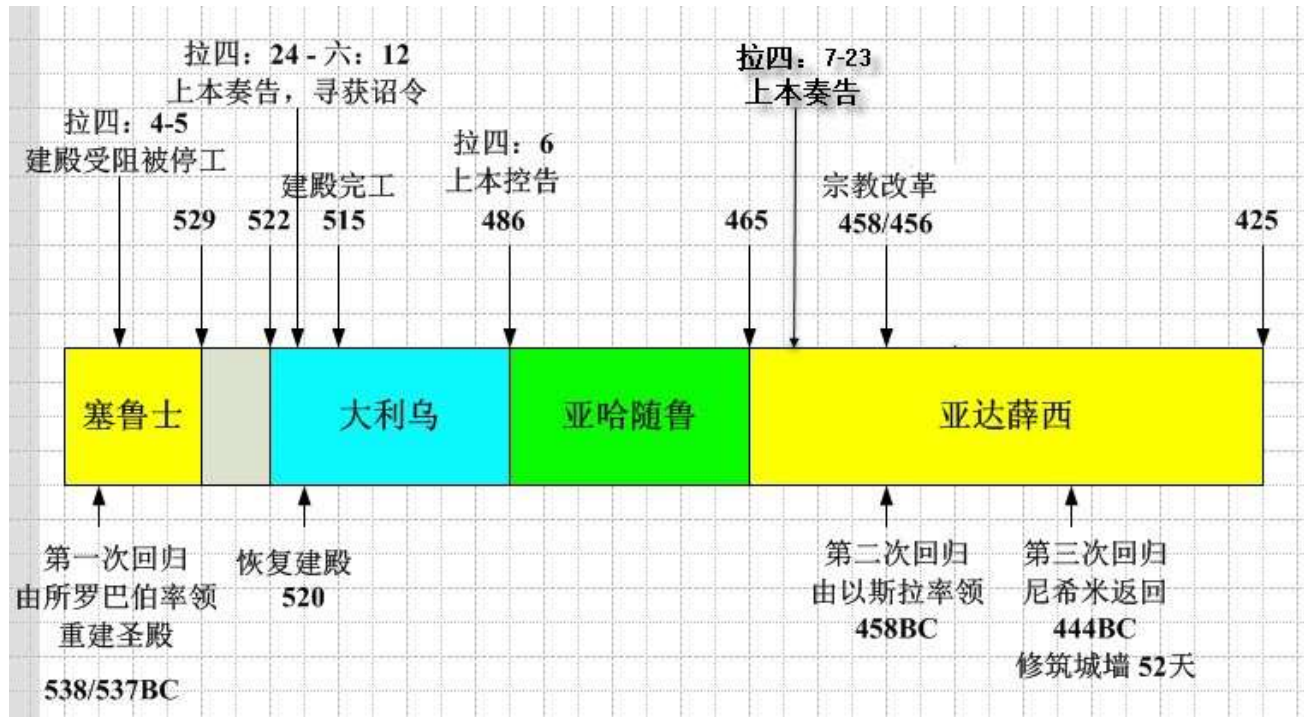 拉四：24 - 六：12
上本奏告，寻获诏令
拉四：7-23
上本奏告
拉四：4-5
建殿受阻被停工
拉四：6
上本控告
建殿完工
宗教改革
529
522
515
486
465
458/456
425
塞鲁士
大利乌
亚哈随鲁
亚达薛西
第一次回归
由所罗巴伯率领
重建圣殿
538/537BC
恢复建殿
520
第二次回归
由以斯拉率领
458BC
第三次回归
尼希米返回
444BC
修筑城墙 52天